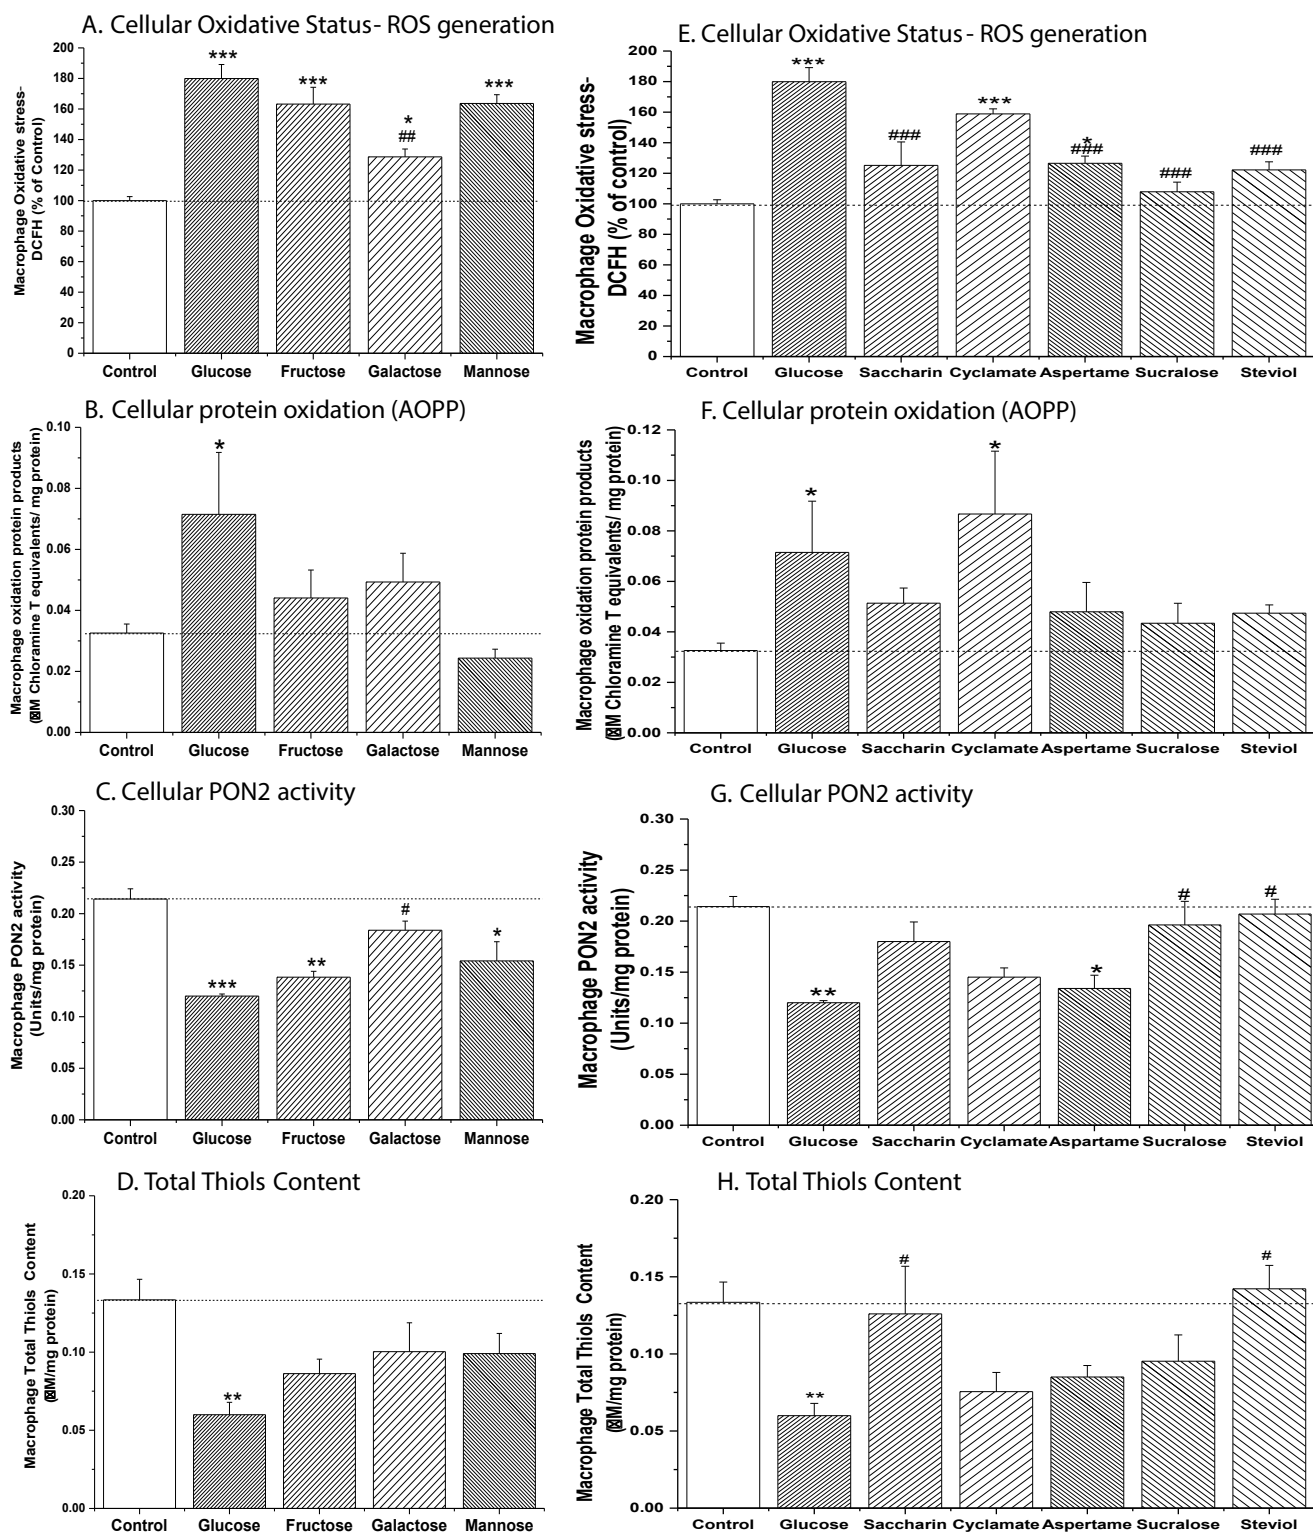 A. Cellular Oxidative Status- ROS generation
Macrophage Oxidative stress-
DCFH (% of Control)
200
180
160
140
120
100
80
60
40
20
0
***
***
*
##
***
Control Glucose Fructose Galactose Mannose
B. Cellular protein oxidation (AOPP)
Macrophage oxidation protein products
(M Chloramine T equivalents/ mg protein)
0.10
0.08
0.06
0.04
0.02
0.00
*
Control Glucose Fructose Galactose Mannose
C. Cellular PON2 activity
Macrophage PON2 activity
(Units/mg protein)
0.30
0.25
0.20
0.15
0.10
0.05
0.00
***
**
#
*
Control Glucose Fructose Galactose Mannose
D. Total Thiols Content
Macrophage Total Thiols Content
(M/mg protein)
0.20
0.15
0.10
0.05
0.00
**
Control Glucose Fructose Galactose Mannose
E. Cellular Oxidative Status - ROS generation
Macrophage Oxidative stress-
DCFH (% of control)
200
180
160
140
120
100
80
60
40
20
0
***
###
***
*
###
###
###
Control Glucose Saccharin Cyclamate Aspertame Sucralose Steviol
F. Cellular protein oxidation (AOPP)
Macrophage oxidation protein products
(M Chloramine T equivalents/ mg protein)
0.12
0.10
0.08
0.06
0.04
0.02
0.00
*
*
Control Glucose Saccharin Cyclamate Aspertame Sucralose Steviol
G. Cellular PON2 activity
Macrophage PON2 activity
(Units/mg protein)
0.30
0.25
0.20
0.15
0.10
0.05
0.00
**
*
#
#
Control Glucose Saccharin Cyclamate Aspartame Sucralose Steviol
H. Total Thiols Content
Macrophage Total Thiols Content
(M/mg protein)
0.20
0.15
0.10
0.05
0.00
**
#
#
Control Glucose Saccharin Cyclamate Aspartame Sucralose Steviol